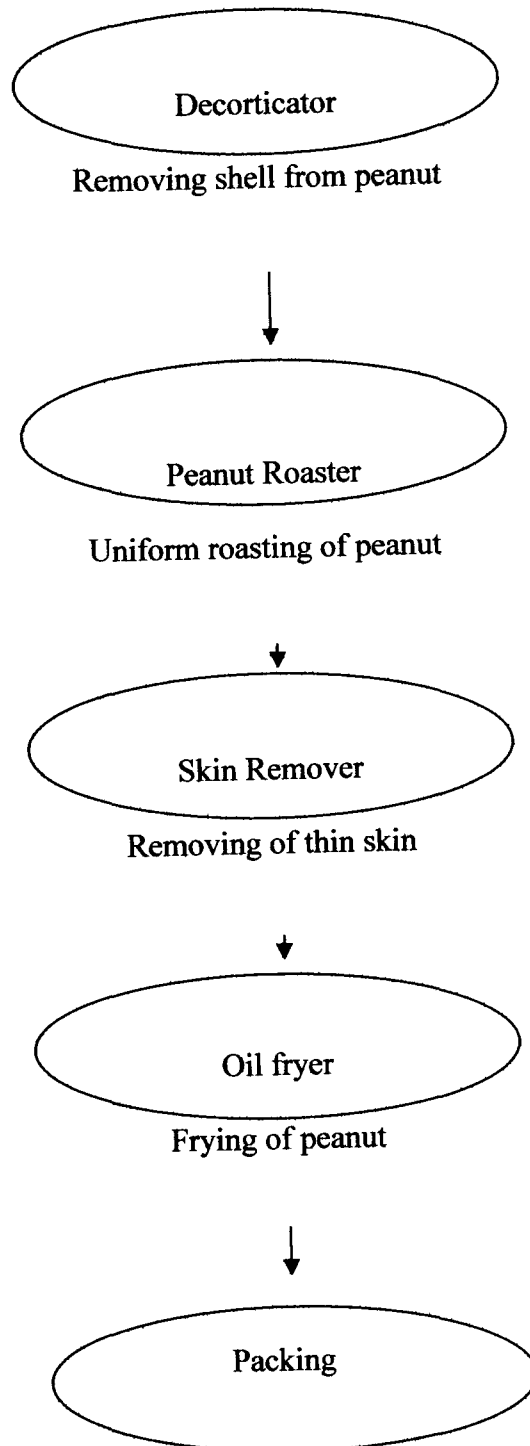 Decorticator
Removing shell from peanut
Peanut Roaster
Uniform roasting of peanut
Skin Remover
Removing of thin skin
Oil fryer
Frying of peanut
Packing